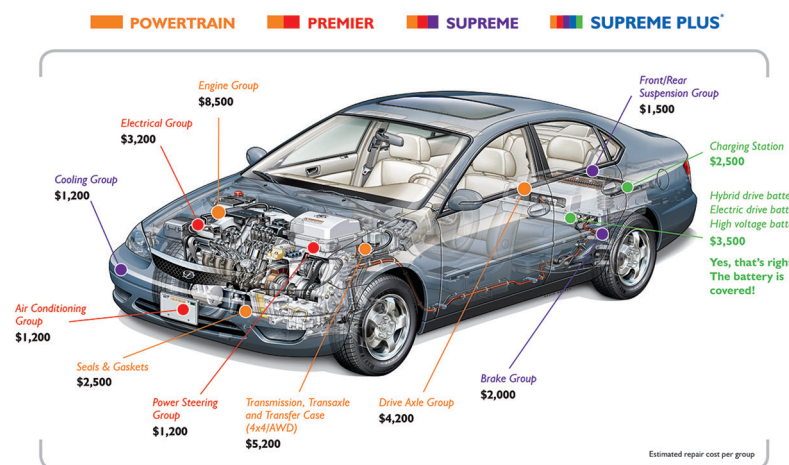 POWERTRAIN
PREMIER
SUPREME
SUPREME PLUS*
Engine Group
$8,500
Front/Rear
Suspension Group
$1,500
Electrical Group
$3,200
Charging Station
$2,500
Cooling Group
$1,200
Hybrid drive batte
Electric drive batt
High voltage batt
$3,500
Yes, that's right
The battery is
covered!
Air Conditioning
Group
$1,200
Seals & Gaskets
$2,500
Power Steering
Group
$1,200
Transmission, Transaxle
and Transfer Case
(4x4/AWD)
$5,200
Drive Axle Group
$4,200
Brake Group
$2,000
Estimated repair cost per group